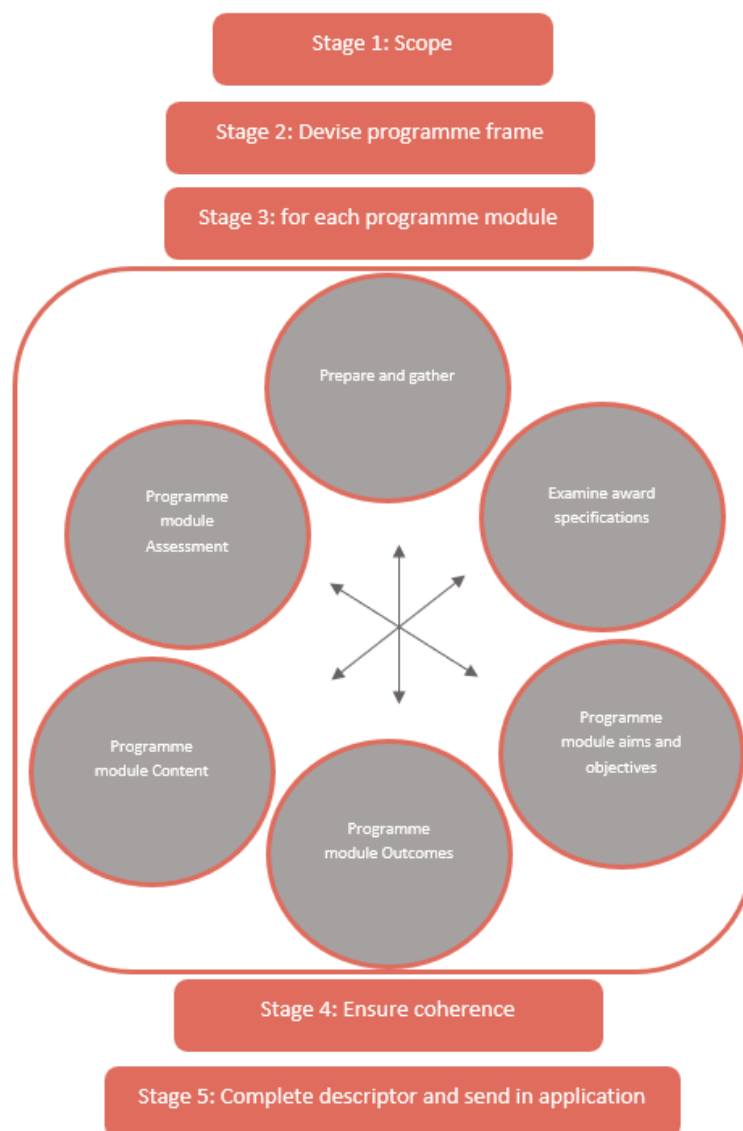 Stage 1: Scope
Stage 2: Devise programme frame
Stage 3: for each programme module
Prepare and gather
Examine award
specifications
Programme
module aims and
objectives
Programme
module Outcomes
Programme
module Content
Programme
module
Assessment
Stage 4: Ensure coherence
Stage 5: Complete descriptor and send in application